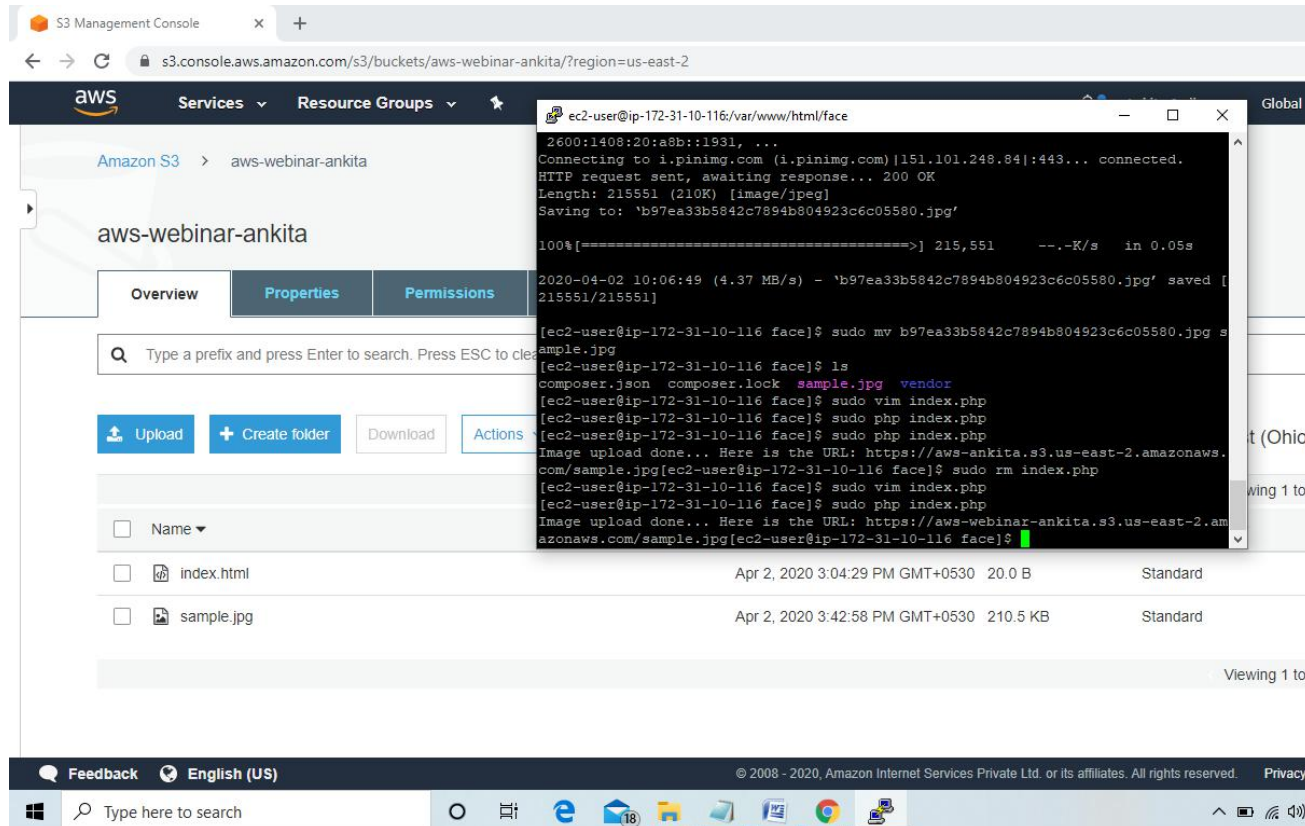 S3 Management Console
s3.console.aws.amazon.com/s3/buckets/aws-webinar-ankita/?region=us-east-2
aws Services Resource Groups Global
Amazon S3 > aws-webinar-ankita
aws-webinar-ankita
Overview Properties Permissions
Type a prefix and press Enter to search. Press ESC to clea
Upload + Create folder Download Actions
t (Ohio
wing 1 to
Name
index.html Apr 2, 2020 3:04:29 PM GMT+0530 20.0 B Standard
sample.jpg Apr 2, 2020 3:42:58 PM GMT+0530 210.5 KB Standard
Viewing 1 to
ec2-user@ip-172-31-10-116:/var/www/html/face
2600:1408:20:a8b::1931, ...
Connecting to i.pinimg.com (i.pinimg.com)|151.101.248.84|:443... connected.
HTTP request sent, awaiting response... 200 OK
Length: 215551 (210K) [image/jpeg]
Saving to: ‘b97ea33b5842c7894b804923c6c05580.jpg’
100%[======================================>] 215,551 --.-K/s in 0.05s
2020-04-02 10:06:49 (4.37 MB/s) - ‘b97ea33b5842c7894b804923c6c05580.jpg’ saved [
215551/215551]
[ec2-user@ip-172-31-10-116 face]$ sudo mv b97ea33b5842c7894b804923c6c05580.jpg s
ample.jpg
[ec2-user@ip-172-31-10-116 face]$ ls
composer.json composer.lock sample.jpg vendor
[ec2-user@ip-172-31-10-116 face]$ sudo vim index.php
[ec2-user@ip-172-31-10-116 face]$ sudo php index.php
[ec2-user@ip-172-31-10-116 face]$ sudo php index.php
Image upload done... Here is the URL: https://aws-ankita.s3.us-east-2.amazonaws.
com/sample.jpg[ec2-user@ip-172-31-10-116 face]$ sudo rm index.php
[ec2-user@ip-172-31-10-116 face]$ sudo vim index.php
[ec2-user@ip-172-31-10-116 face]$ sudo php index.php
Image upload done... Here is the URL: https://aws-webinar-ankita.s3.us-east-2.am
azonaws.com/sample.jpg[ec2-user@ip-172-31-10-116 face]$
Feedback English (US) © 2008 - 2020, Amazon Internet Services Private Ltd. or its affiliates. All rights reserved. Privacy
Type here to search 18